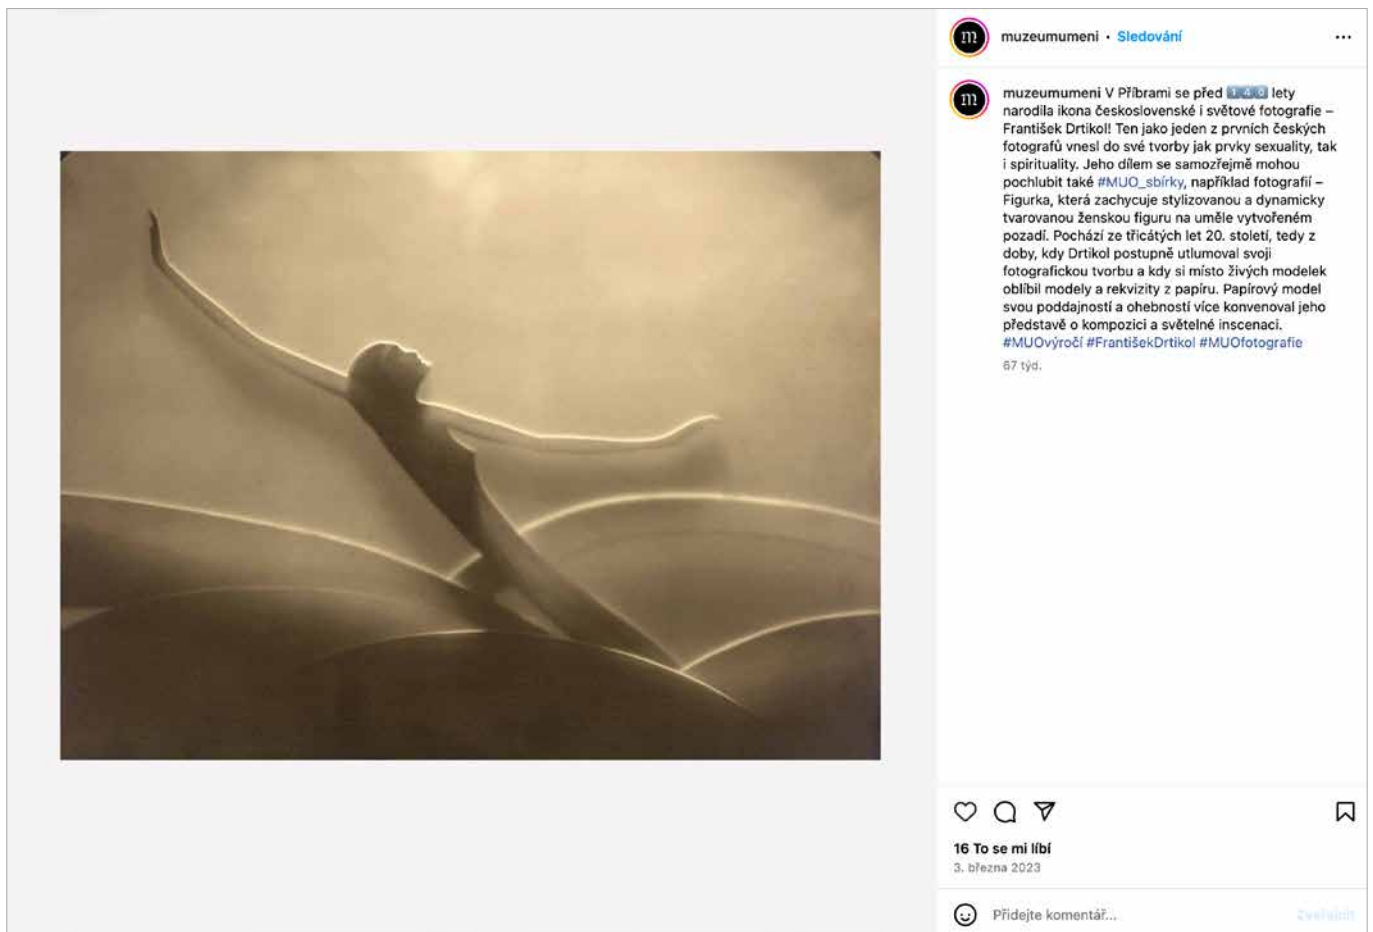 muzeumumeni • Sledování
muzeumumeni V Příbrami se před 140 lety
narodila ikona československé i světové fotografie –
František Drtikol! Ten jako jeden z prvních českých
fotografů vnesl do své tvorby jak prvky sexuality, tak
i spirituality. Jeho dílem se samozřejmě mohou
pochlubit také #MUO_sbírky, například fotografií –
Figurka, která zachycuje stylizovanou a dynamicky
tvarovanou ženskou figuru na uměle vytvořeném
pozadí. Pochází ze třicátých let 20. století, tedy z
doby, kdy Drtikol postupně utlumoval svoji
fotografickou tvorbu a kdy si místo živých modelek
oblíbil modely a rekvizity z papíru. Papírový model
svou poddajností a ohebností více konvenoval jeho
představě o kompozici a světelné inscenaci.
#MUOvýročí #FrantišekDrtikol #MUOfotografie
67 týd.
16 To se mi líbí
3. března 2023
Přidejte komentář... Zveřejnit